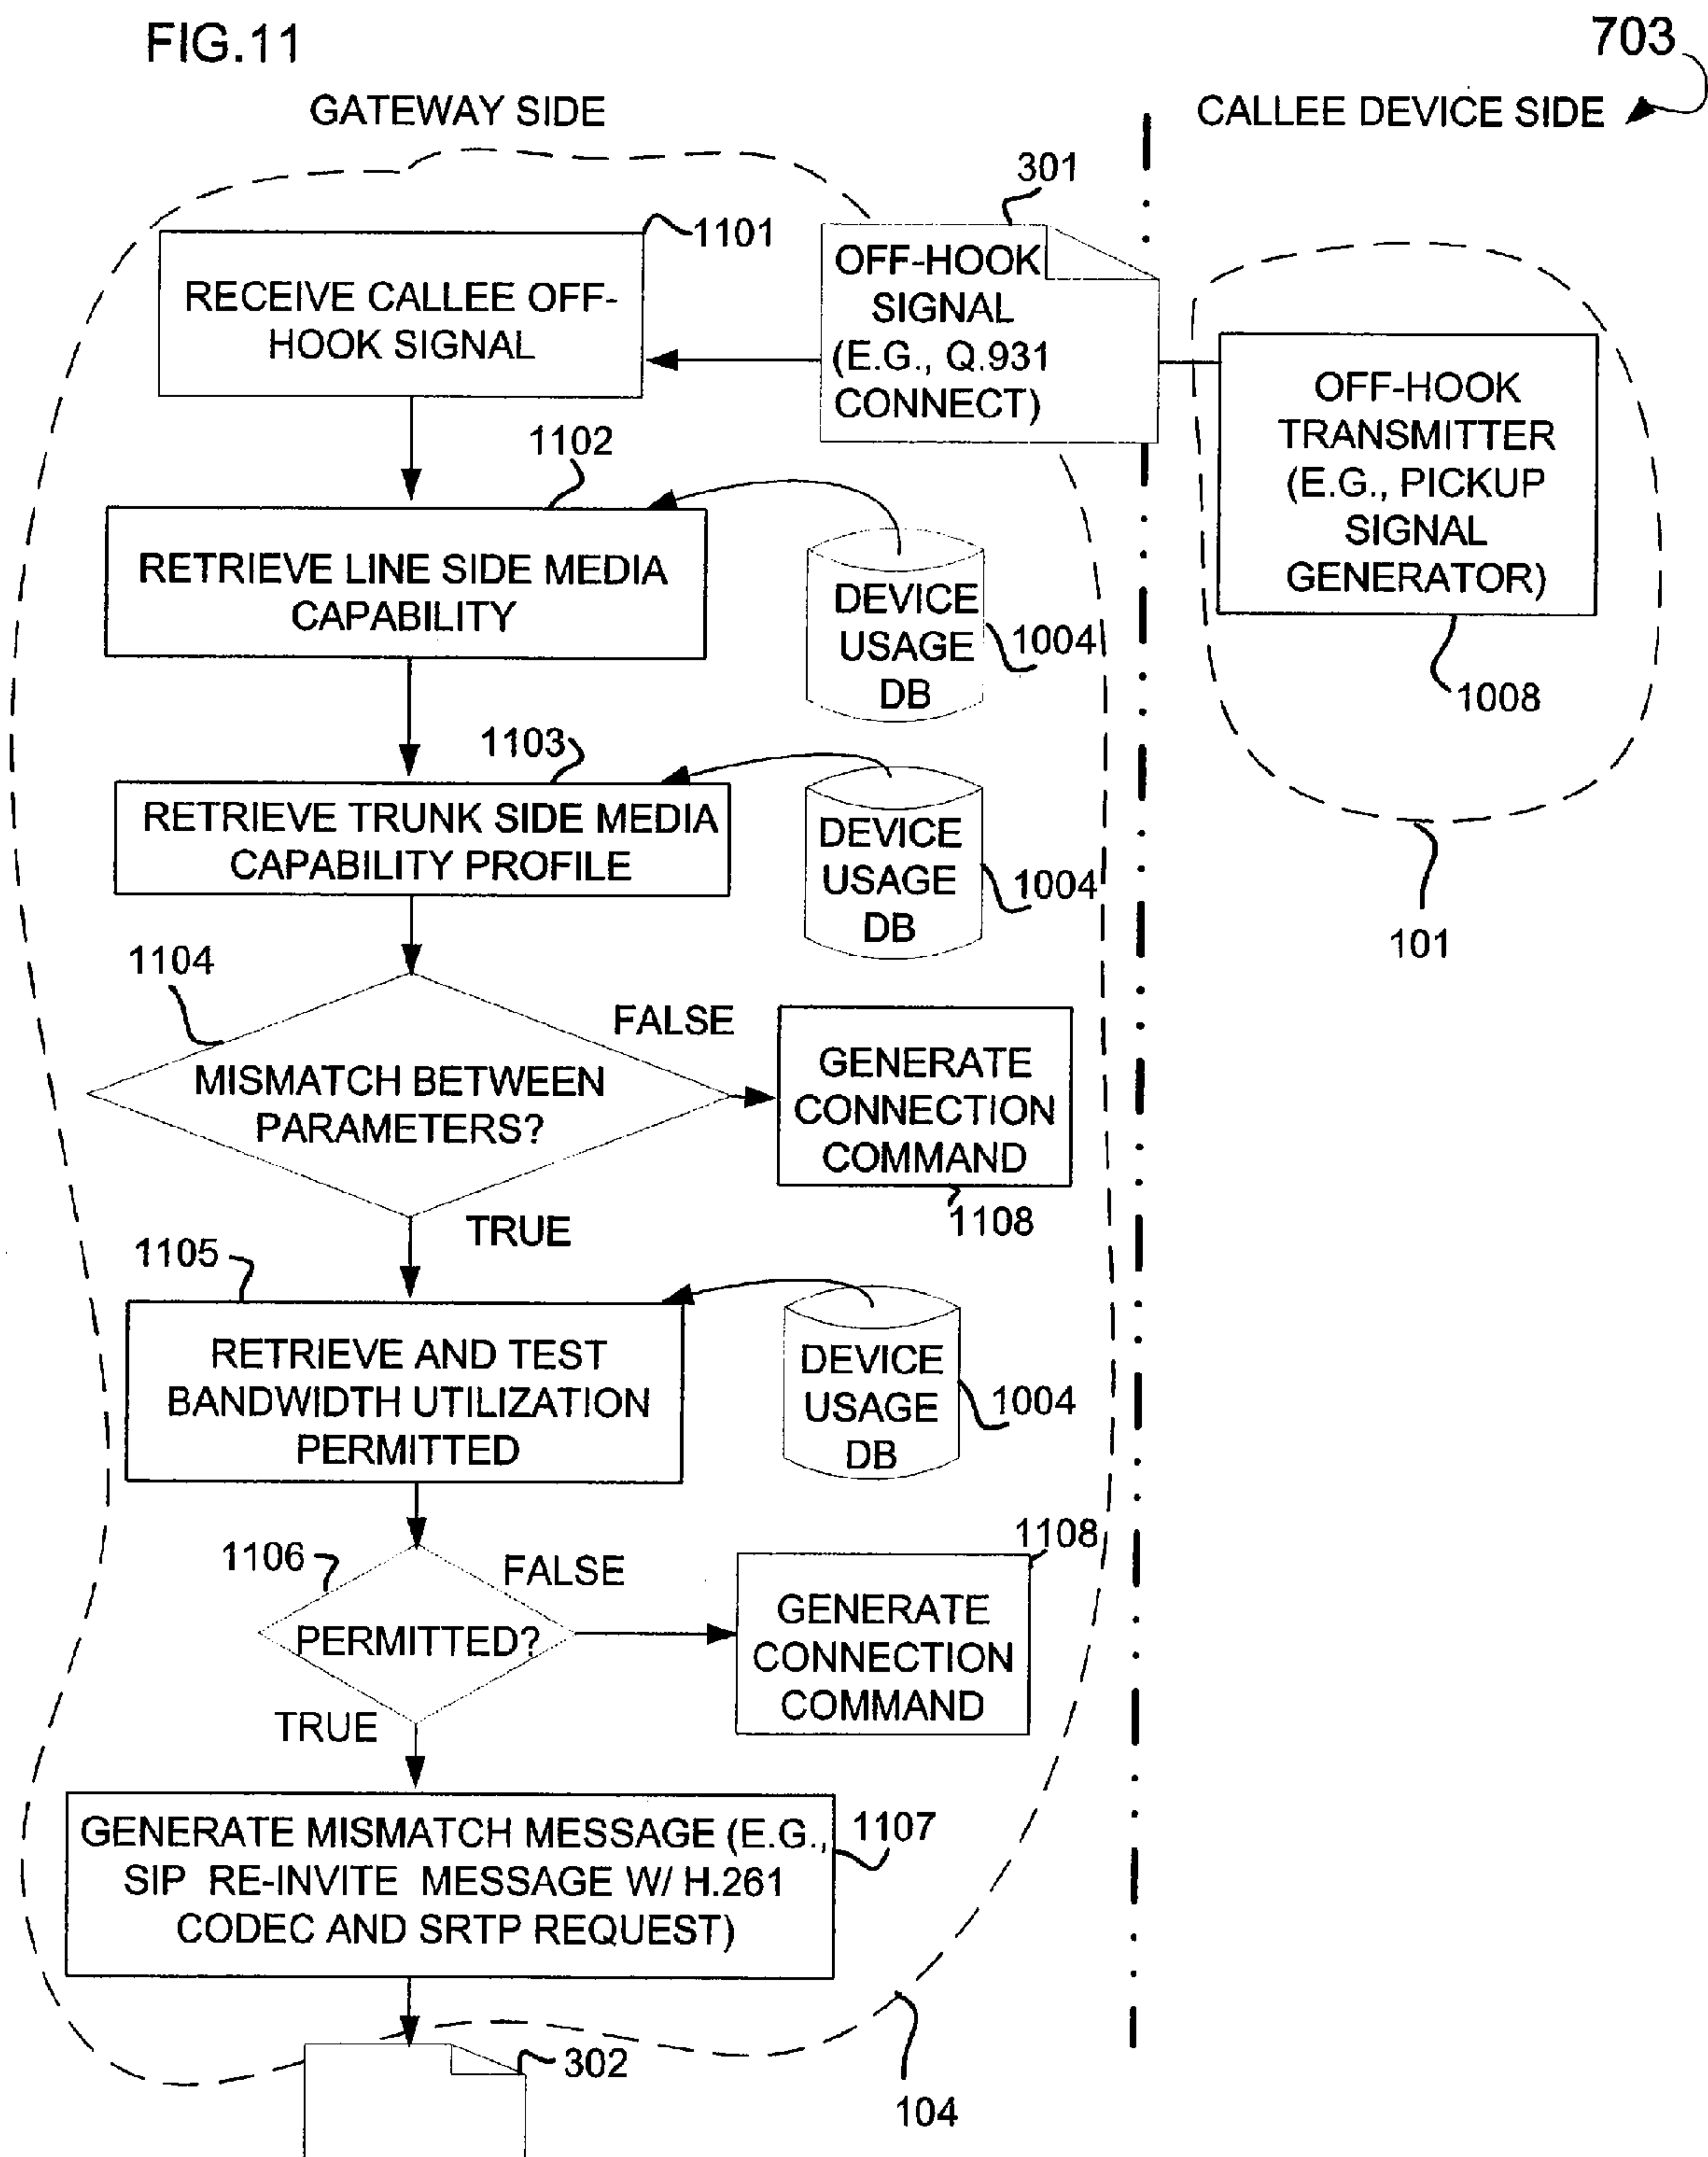 FIG.11
703
GATEWAY SIDE
CALLEE DEVICE SIDE
301
1101
RECEIVE CALLEE OFF-
HOOK SIGNAL
OFF-HOOK
SIGNAL
(E.G., Q.931
CONNECT)
OFF-HOOK
TRANSMITTER
(E.G., PICKUP
SIGNAL
GENERATOR)
1008
101
1102
RETRIEVE LINE SIDE MEDIA
CAPABILITY
DEVICE
USAGE
DB
1004
1103
RETRIEVE TRUNK SIDE MEDIA
CAPABILITY PROFILE
DEVICE
USAGE
DB
1004
1104
MISMATCH BETWEEN
PARAMETERS?
FALSE
GENERATE
CONNECTION
COMMAND
1108
TRUE
1105
RETRIEVE AND TEST
BANDWIDTH UTILIZATION
PERMITTED
DEVICE
USAGE
DB
1004
1106
PERMITTED?
FALSE
1108
GENERATE
CONNECTION
COMMAND
TRUE
GENERATE MISMATCH MESSAGE (E.G.,
SIP RE-INVITE MESSAGE W/ H.261
CODEC AND SRTP REQUEST)
1107
302
104